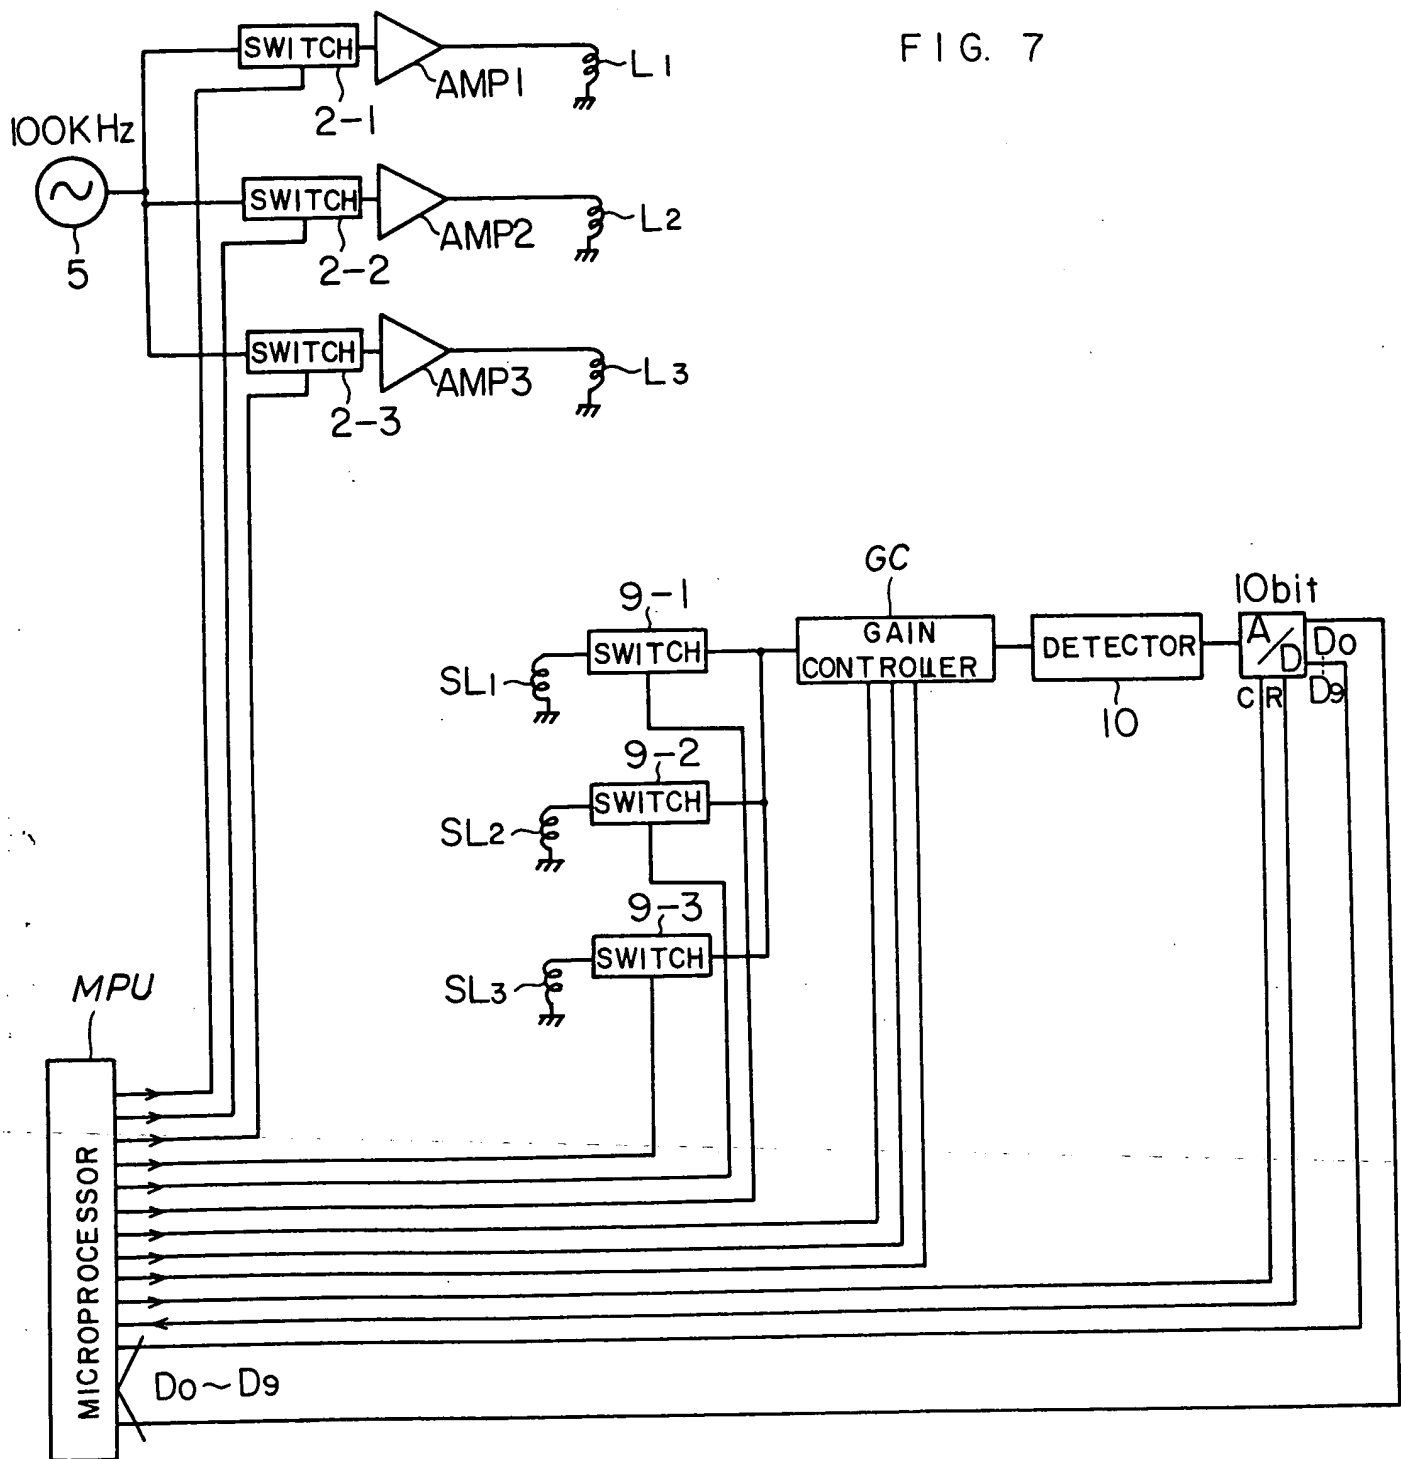 FIG. 7
SWITCH
AMP1
L1
2-1
100KHz
5
SWITCH
AMP2
L2
2-2
SWITCH
AMP3
L3
2-3
GC
10bit
9-1
SWITCH
GAIN
CONTROLLER
DETECTOR
A/D
D0
D9
C R
SL1
10
9-2
SWITCH
SL2
9-3
SWITCH
SL3
MPU
MICROPROCESSOR
D0~D9